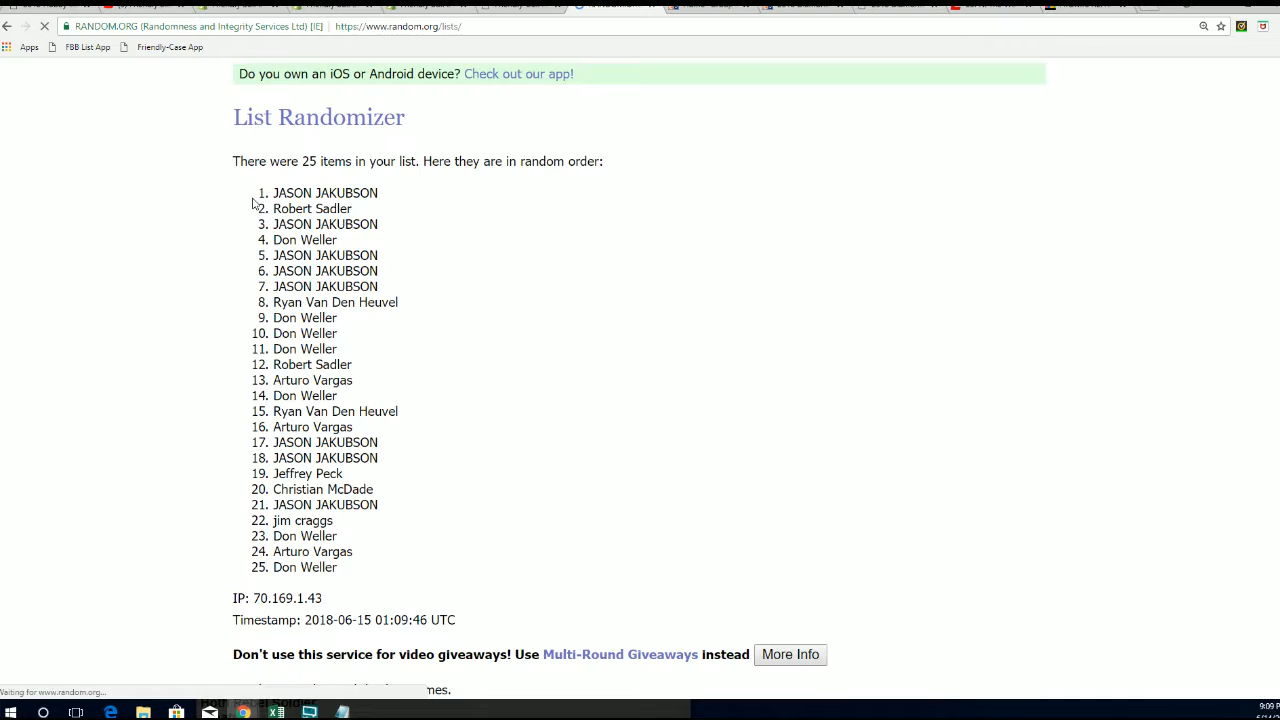 RANDOM.ORG (Randomness and Integrity Services Ltd) [IE] | https://www.random.org/lists/
Apps FBB List App Friendly-Case App
Do you own an iOS or Android device? Check out our app!
List Randomizer
There were 25 items in your list. Here they are in random order:
1. JASON JAKUBSON
2. Robert Sadler
3. JASON JAKUBSON
4. Don Weller
5. JASON JAKUBSON
6. JASON JAKUBSON
7. JASON JAKUBSON
8. Ryan Van Den Heuvel
9. Don Weller
10. Don Weller
11. Don Weller
12. Robert Sadler
13. Arturo Vargas
14. Don Weller
15. Ryan Van Den Heuvel
16. Arturo Vargas
17. JASON JAKUBSON
18. JASON JAKUBSON
19. Jeffrey Peck
20. Christian McDade
21. JASON JAKUBSON
22. jim craggs
23. Don Weller
24. Arturo Vargas
25. Don Weller
IP: 70.169.1.43
Timestamp: 2018-06-15 01:09:46 UTC
Don't use this service for video giveaways! Use Multi-Round Giveaways instead More Info
Waiting for www.random.org... mes.
9:09 P